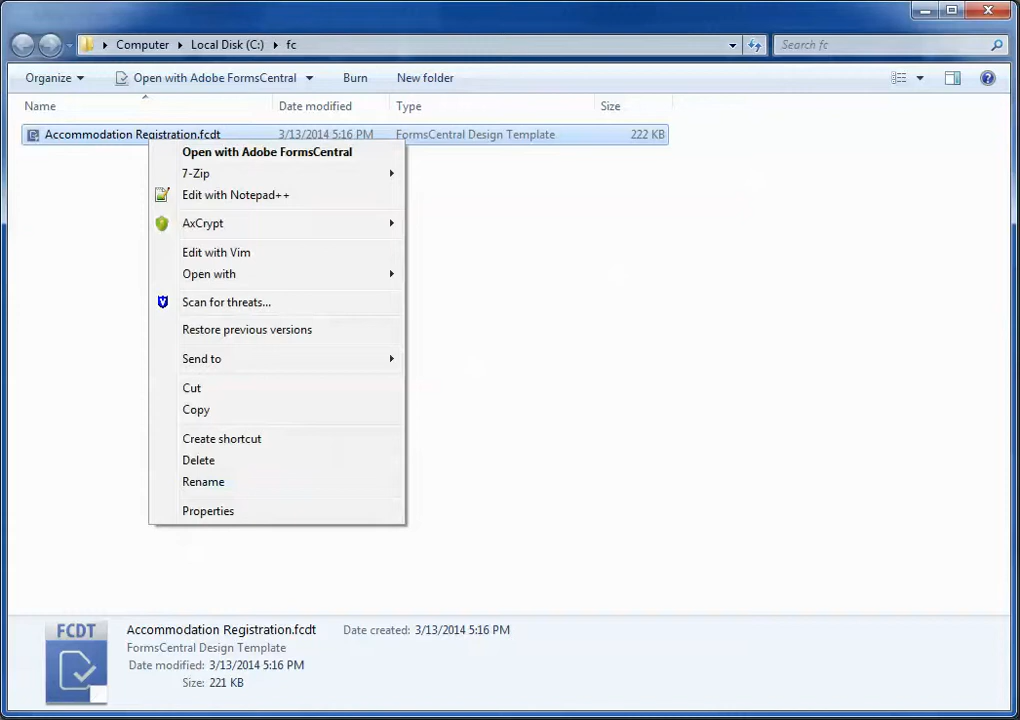 Computer Local Disk (C:) fc
Search fc
Organize Open with Adobe FormsCentral Burn New folder
Name Date modified Type Size
Accommodation Registration.fcdt 3/13/2014 5:16 PM FormsCentral Design Template 222 KB
Open with Adobe FormsCentral
7-Zip
Edit with Notepad++
AxCrypt
Edit with Vim
Open with
Scan for threats...
Restore previous versions
Send to
Cut
Copy
Create shortcut
Delete
Rename
Properties
FCDT
Accommodation Registration.fcdt Date created: 3/13/2014 5:16 PM
FormsCentral Design Template
Date modified: 3/13/2014 5:16 PM
Size: 221 KB